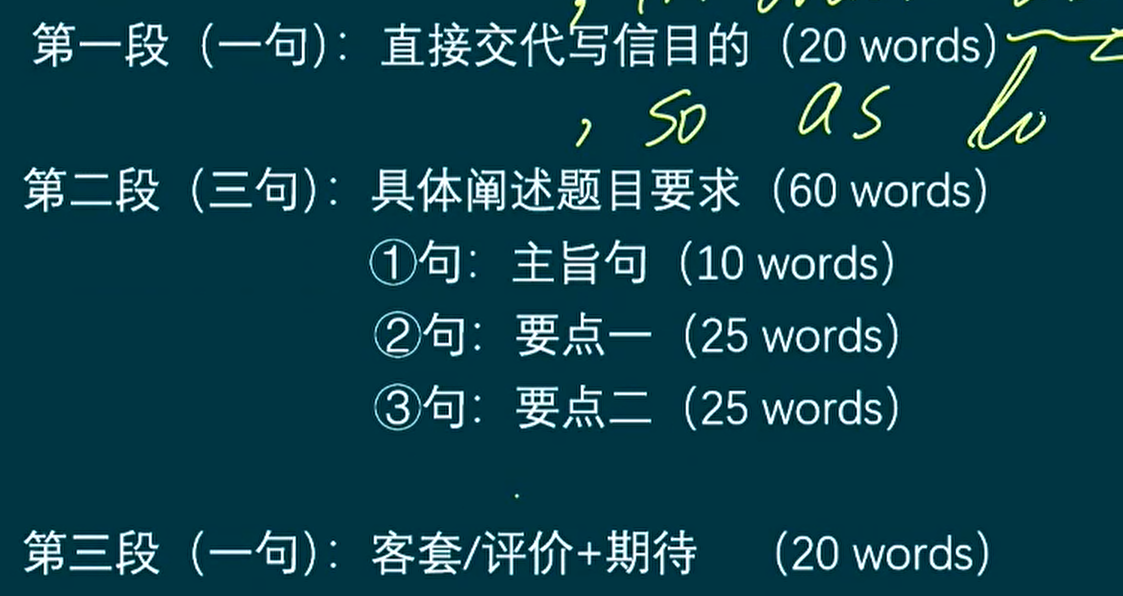 第一段（一句）：直接交代写信目的（20 words）
, so as to
第二段（三句）：具体阐述题目要求（60 words）
①句：主旨句（10 words）
②句：要点一（25 words）
③句：要点二（25 words）
第三段（一句）：客套/评价+期待 （20 words）